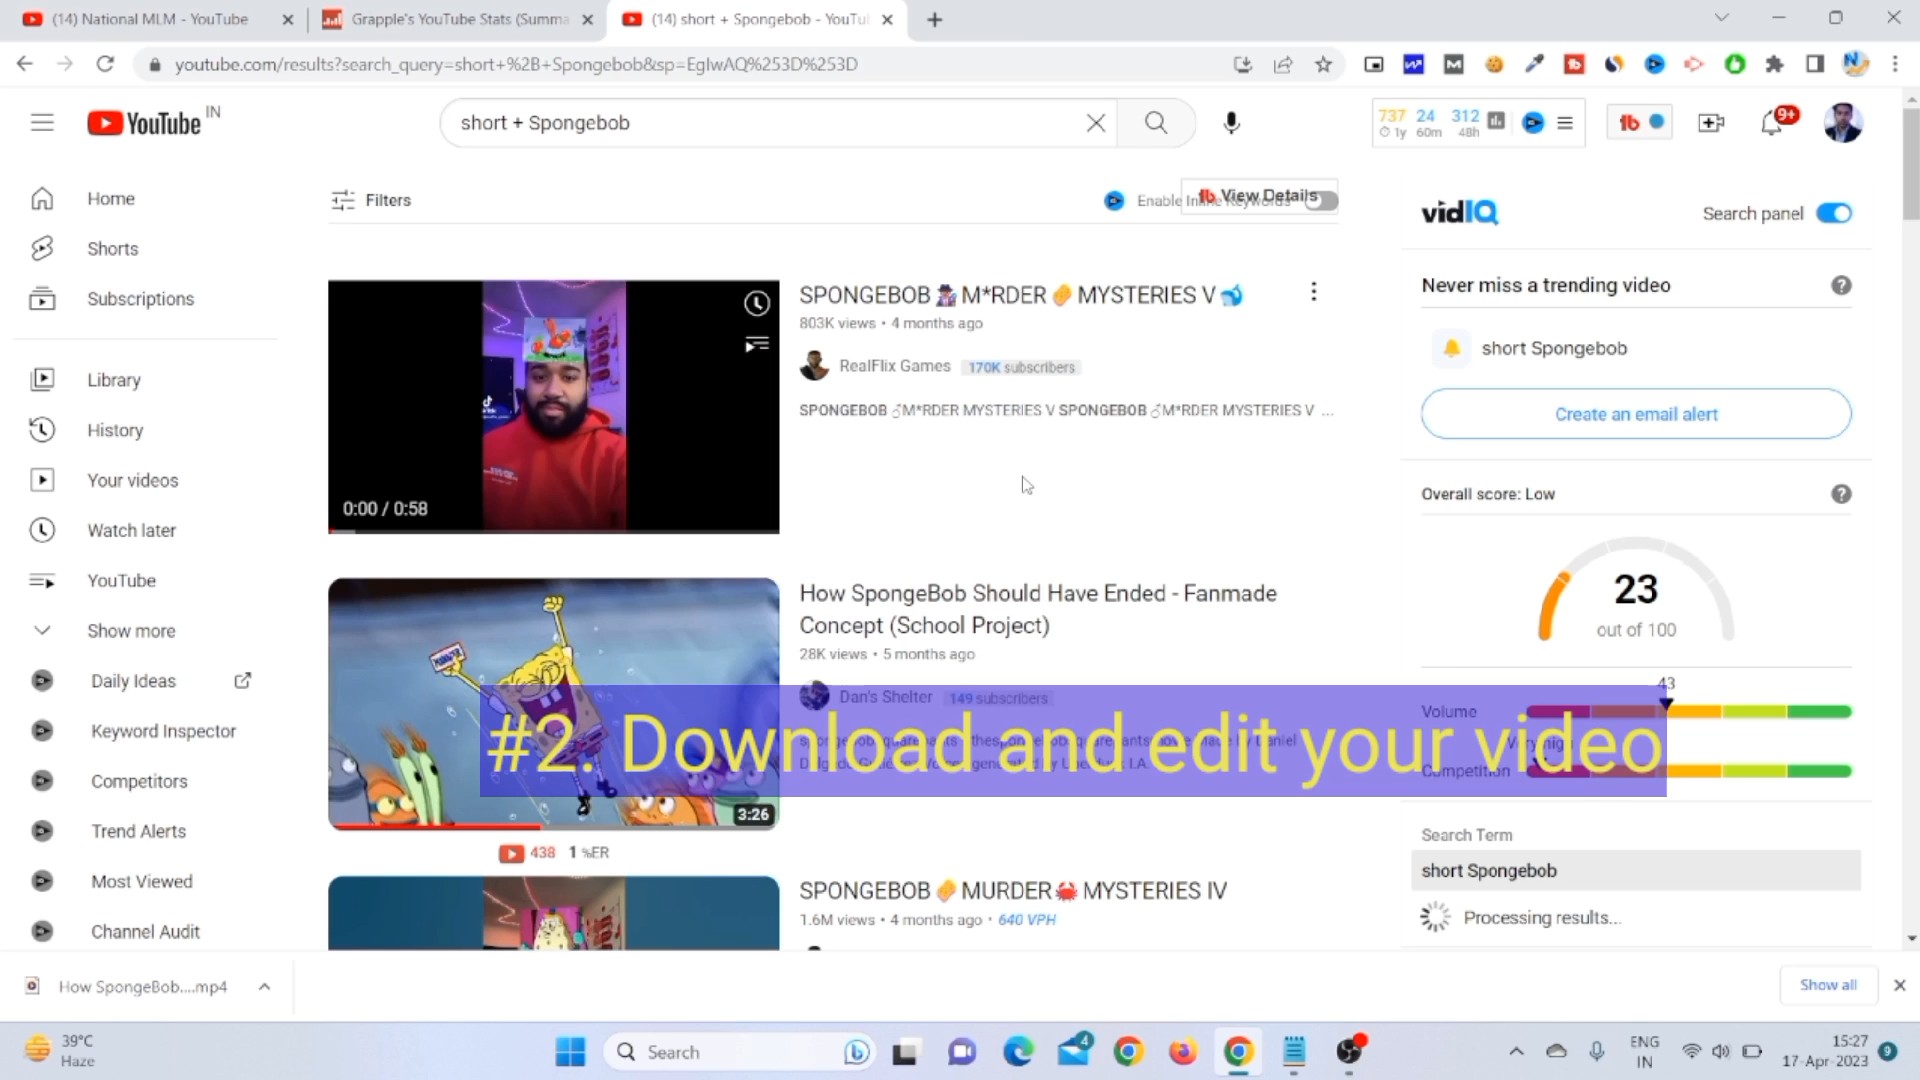 (14) National MLM - YouTube
Grapple's YouTube Stats (Summa
(14) short + Spongebob - YouTu
youtube.com/results?search_query=short+%2B+Spongebob&sp=EgIwAQ%253D%253D
YouTube IN
short + Spongebob
737 24 312
1y 60m 48h
9+
Home
Shorts
Subscriptions
Library
History
Your videos
Watch later
YouTube
Show more
Daily Ideas
Keyword Inspector
Competitors
Trend Alerts
Most Viewed
Channel Audit
Filters
Enable Inline Keywords
View Details
SPONGEBOB M*RDER MYSTERIES V
803K views • 4 months ago
RealFlix Games 170K subscribers
SPONGEBOB M*RDER MYSTERIES V SPONGEBOB M*RDER MYSTERIES V ...
0:00 / 0:58
How SpongeBob Should Have Ended - Fanmade
Concept (School Project)
28K views • 5 months ago
Dan's Shelter 149 subscribers
#2. Download and edit your video
3:26
438 1 %ER
SPONGEBOB MURDER MYSTERIES IV
1.6M views • 4 months ago • 640 VPH
vidIQ
Search panel
Never miss a trending video
short Spongebob
Create an email alert
Overall score: Low
23
out of 100
43
Volume
Very high
Competition
Search Term
short Spongebob
Processing results...
How SpongeBob....mp4
Show all
39°C
Haze
Search
4
ENG
IN
15:27
17-Apr-2023
9